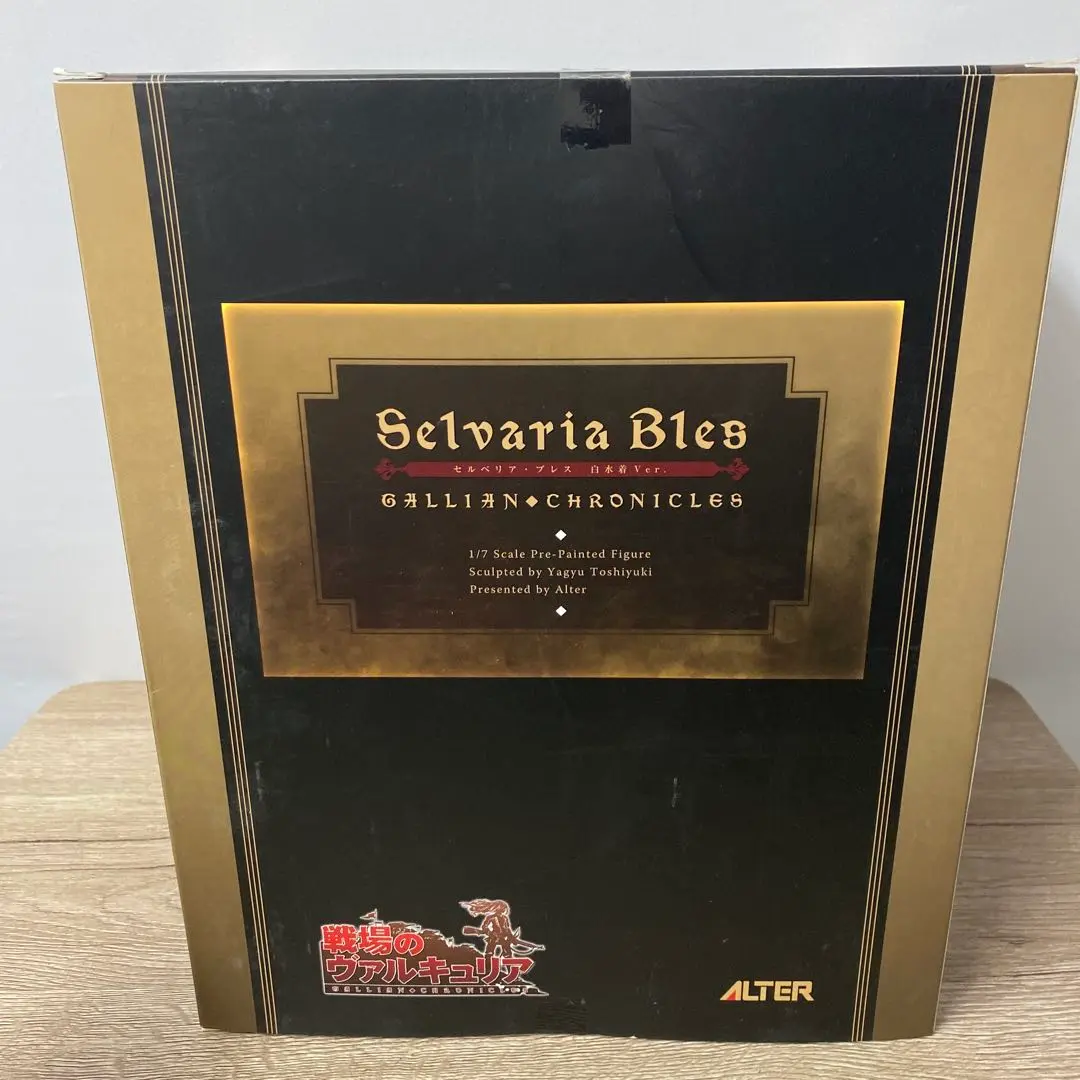 Selvaria Bles
セルベリア・ブレス 白水着Ver.
GALLIAN◆CHRONICLES
1/7 Scale Pre-Painted Figure
Sculpted by Yagyu Toshiyuki
Presented by Alter
戦場の
ヴァルキュリア
GALLIAN◆CHRONICLES
ALTER